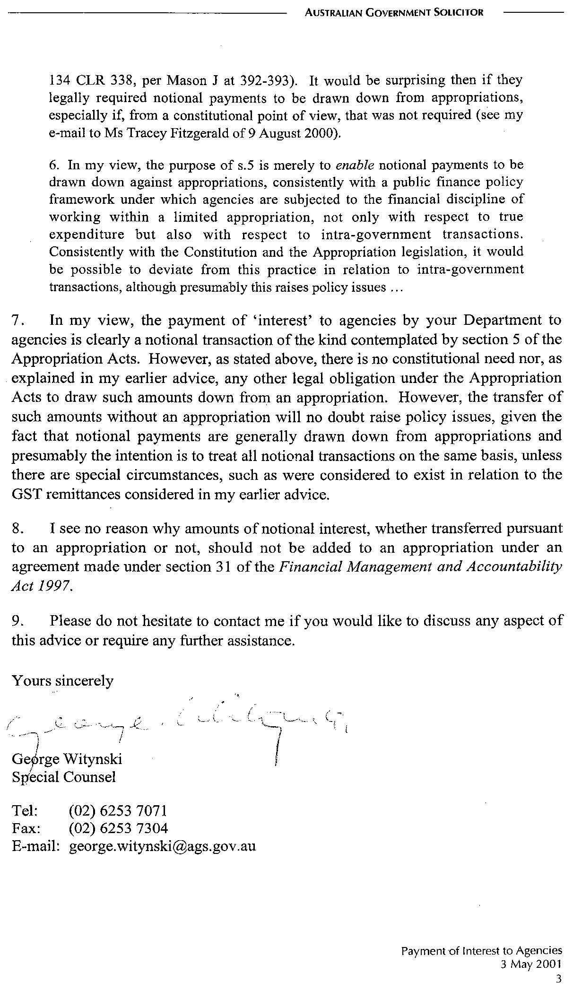 AUSTRALIAN GOVERNMENT SOLICITOR
134 CLR 338, per Mason J at 392-393). It would be surprising then if they
legally required notional payments to be drawn down from appropriations,
especially if, from a constitutional point of view, that was not required (see my
e-mail to Ms Tracey Fitzgerald of 9 August 2000).
6. In my view, the purpose of s.5 is merely to enable notional payments to be
drawn down against appropriations, consistently with a public finance policy
framework under which agencies are subjected to the financial discipline of
working within a limited appropriation, not only with respect to true
expenditure but also with respect to intra-government transactions.
Consistently with the Constitution and the Appropriation legislation, it would
be possible to deviate from this practice in relation to intra-government
transactions, although presumably this raises policy issues ...
7. In my view, the payment of ‘interest’ to agencies by your Department to
agencies is clearly a notional transaction of the kind contemplated by section 5 of the
Appropriation Acts. However, as stated above, there is no constitutional need nor, as
explained in my earlier advice, any other legal obligation under the Appropriation
Acts to draw such amounts down from an appropriation. However, the transfer of
such amounts without an appropriation will no doubt raise policy issues, given the
fact that notional payments are generally drawn down from appropriations and
presumably the intention is to treat all notional transactions on the same basis, unless
there are special circumstances, such as were considered to exist in relation to the
GST remittances considered in my earlier advice.
8. I see no reason why amounts of notional interest, whether transferred pursuant
to an appropriation or not, should not be added to an appropriation under an
agreement made under section 31 of the Financial Management and Accountability
Act 1997.
9. Please do not hesitate to contact me if you would like to discuss any aspect of
this advice or require any further assistance.
Yours sincerely
George Witynski
George Witynski
Special Counsel
Tel: (02) 6253 7071
Fax: (02) 6253 7304
E-mail: george.witynski@ags.gov.au
Payment of Interest to Agencies
3 May 2001
3